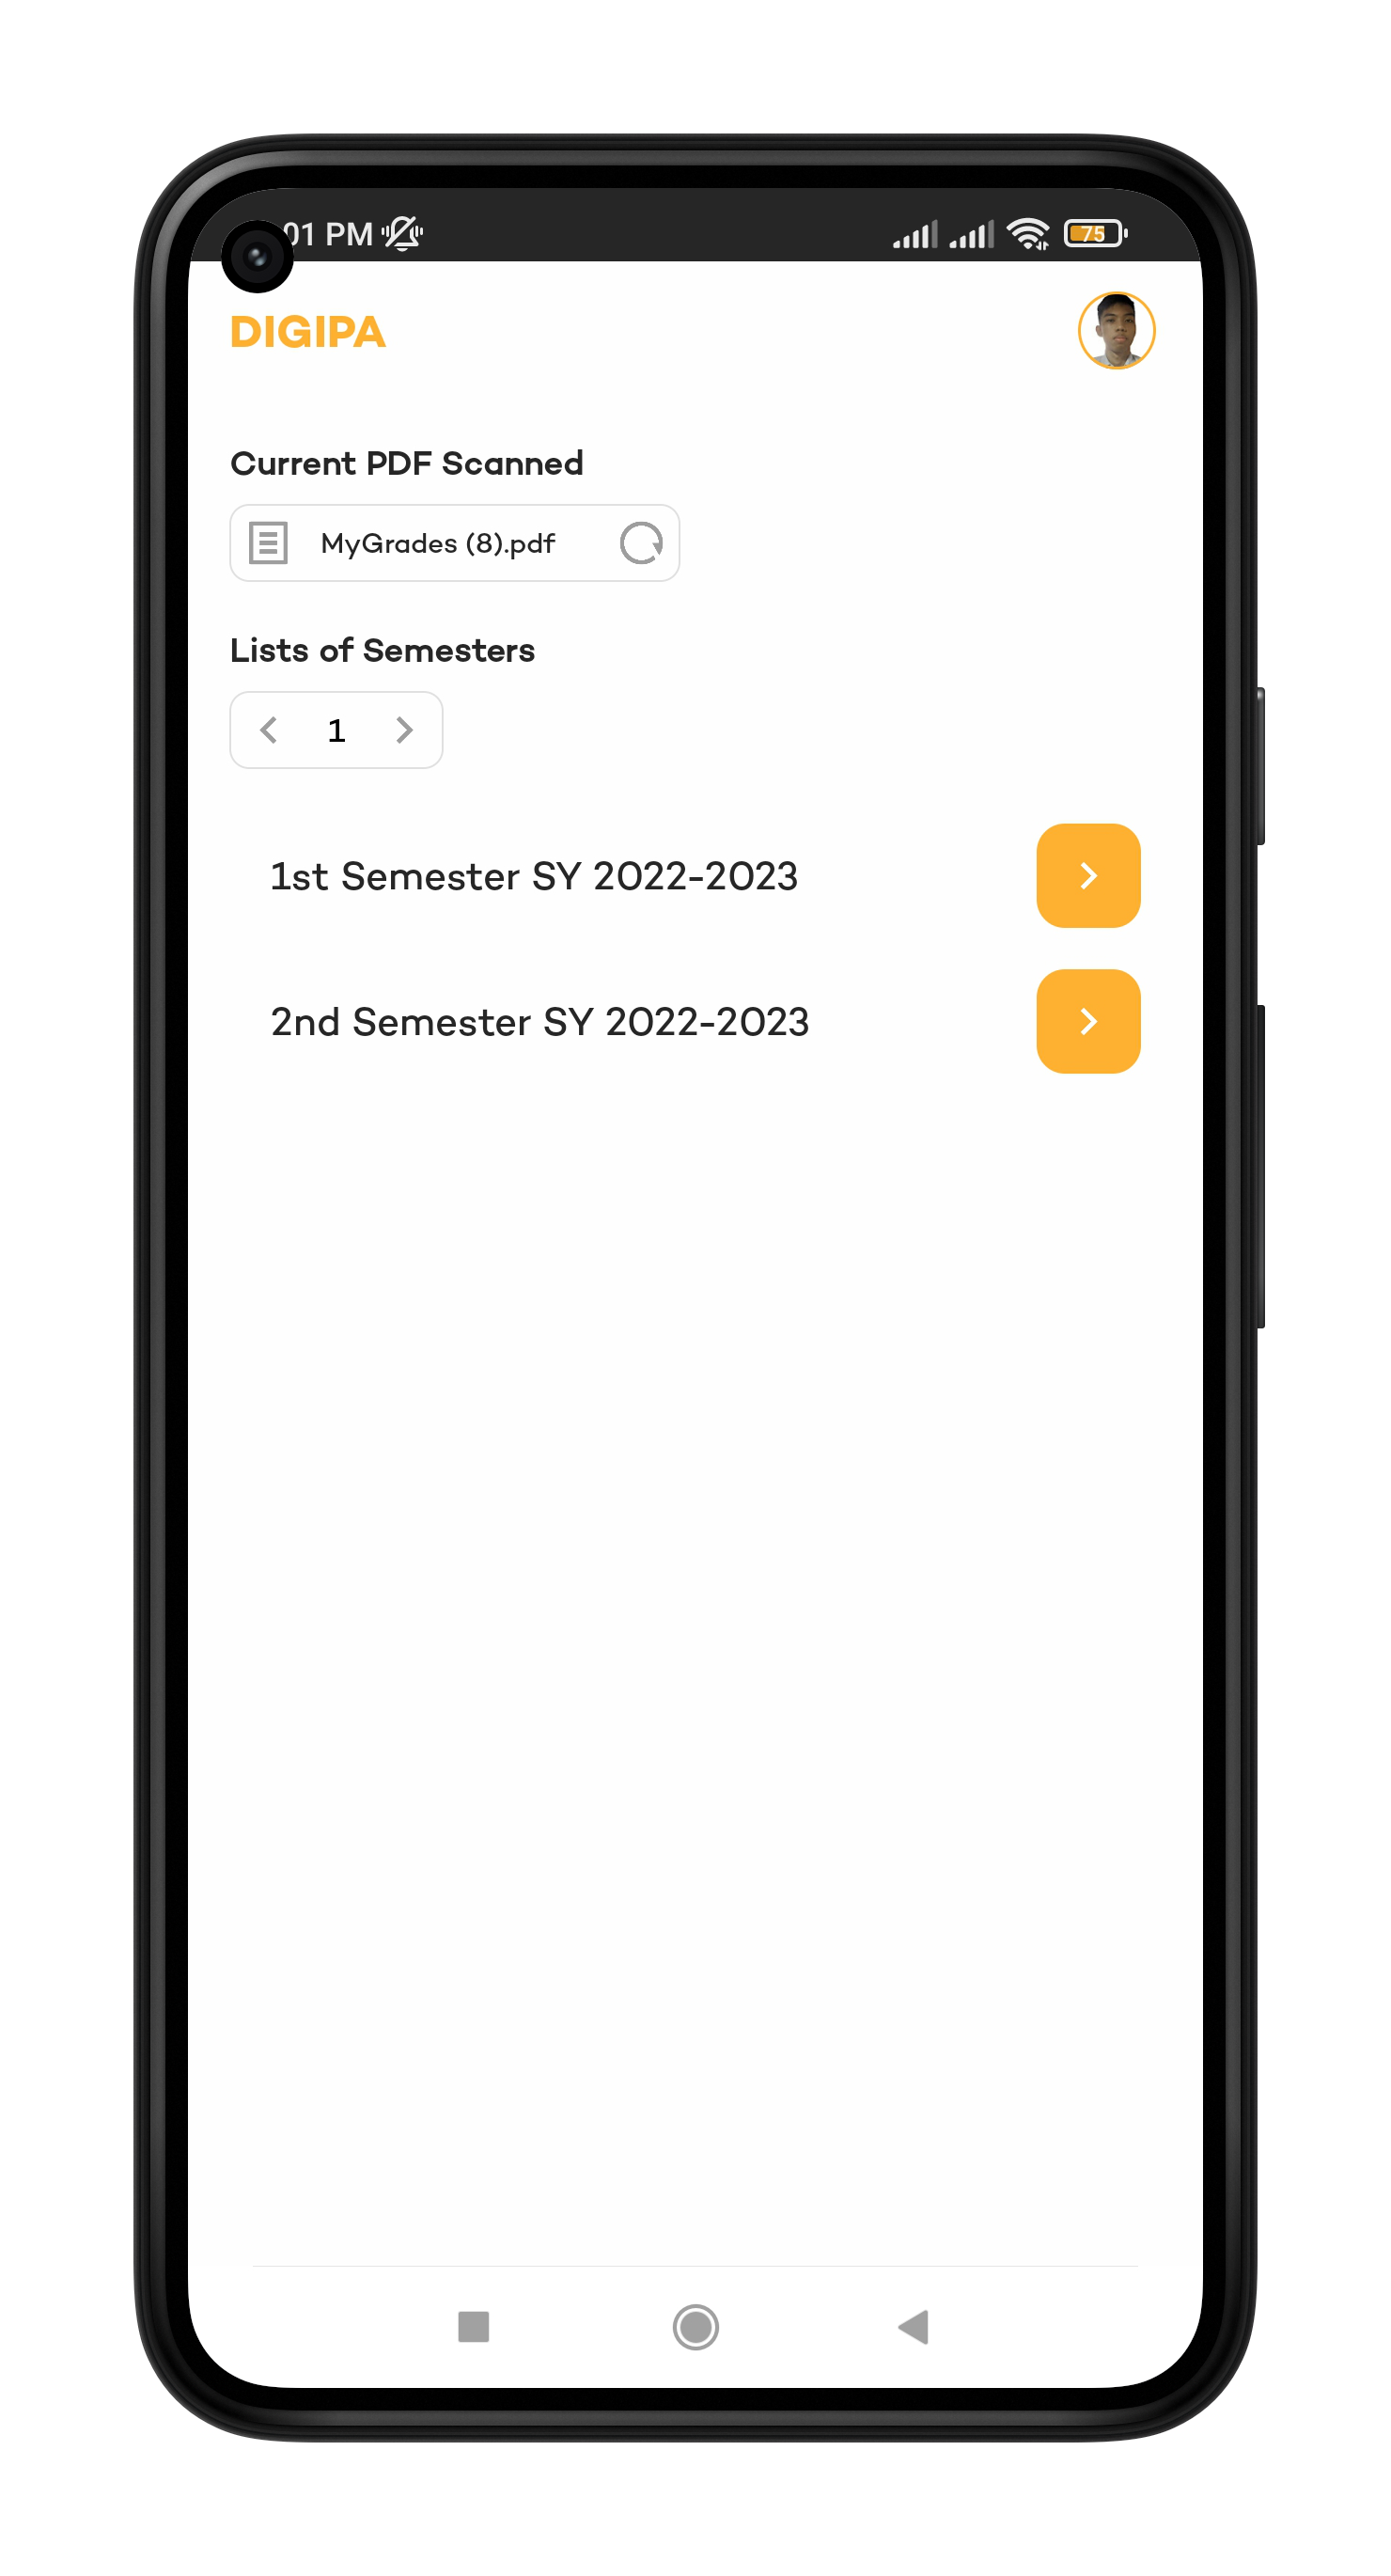 01 PM
75
DIGIPA
Current PDF Scanned
MyGrades (8).pdf
Lists of Semesters
1
1st Semester SY 2022-2023
2nd Semester SY 2022-2023